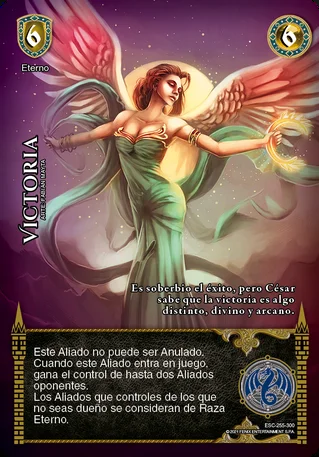 6
6
Eterno
VICTORIA
Es soberbio el éxito, pero César
sabe que la victoria es algo
distinto, divino y arcano.
Este Aliado no puede ser Anulado.
Cuando este Aliado entra en juego,
gana el control de hasta dos Aliados
oponentes.
Los Aliados que controles de los que
no seas dueño se consideran de Raza
Eterno.
ESC-255-300
©2021 FENIX ENTERTAINMENT S.P.A.